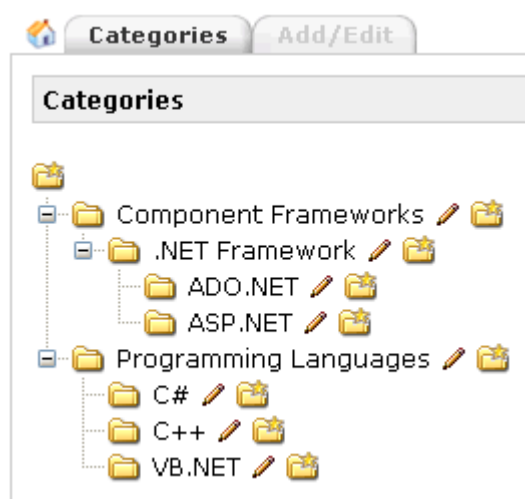 Categories Add/Edit
Categories
Component Frameworks
.NET Framework
ADO.NET
ASP.NET
Programming Languages
C#
C++
VB.NET